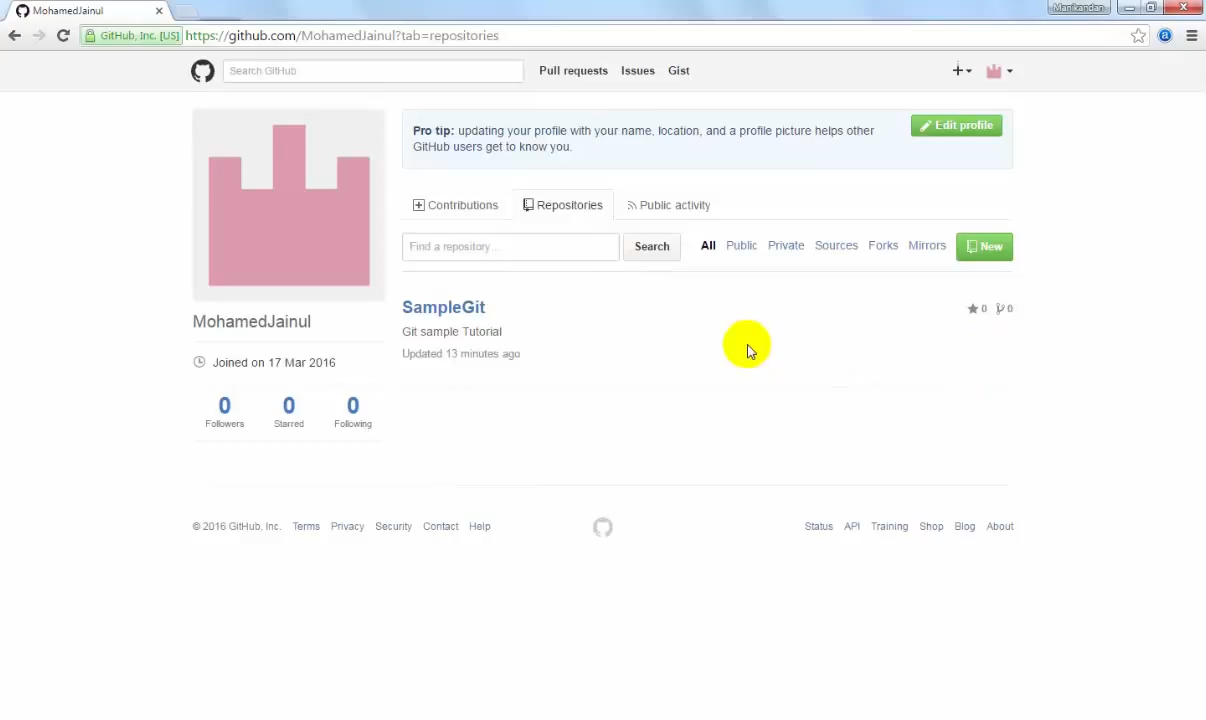 MohamedJainul
Manikandan
GitHub, Inc. [US] https://github.com/MohamedJainul?tab=repositories
Search GitHub Pull requests Issues Gist
Pro tip: updating your profile with your name, location, and a profile picture helps other
GitHub users get to know you.
Edit profile
Contributions Repositories Public activity
Find a repository... Search All Public Private Sources Forks Mirrors New
SampleGit 0 0
Git sample Tutorial
Updated 13 minutes ago
MohamedJainul
Joined on 17 Mar 2016
0 0 0
Followers Starred Following
© 2016 GitHub, Inc. Terms Privacy Security Contact Help Status API Training Shop Blog About